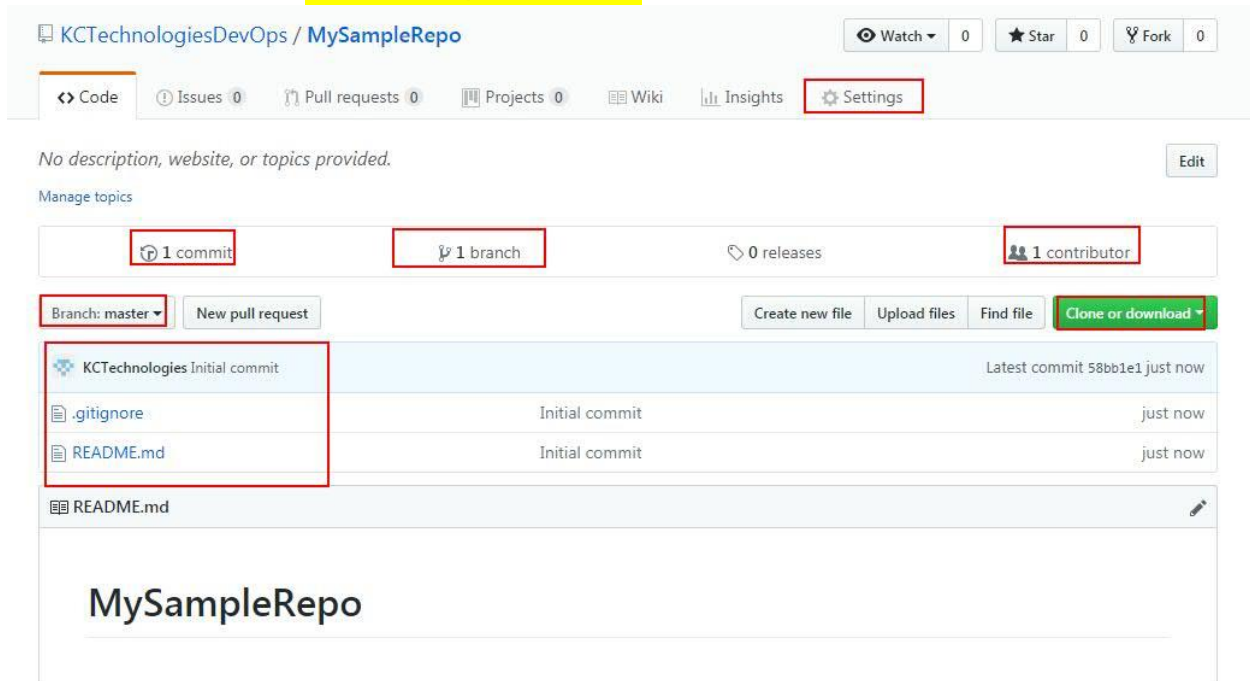 KCTechnologiesDevOps / MySampleRepo Watch 0 Star 0 Fork 0
Code Issues 0 Pull requests 0 Projects 0 Wiki Insights Settings
No description, website, or topics provided. Edit
Manage topics
1 commit 1 branch 0 releases 1 contributor
Branch: master New pull request Create new file Upload files Find file Clone or download
KCTechnologies Initial commit Latest commit 58bb1e1 just now
.gitignore Initial commit just now
README.md Initial commit just now
README.md
MySampleRepo